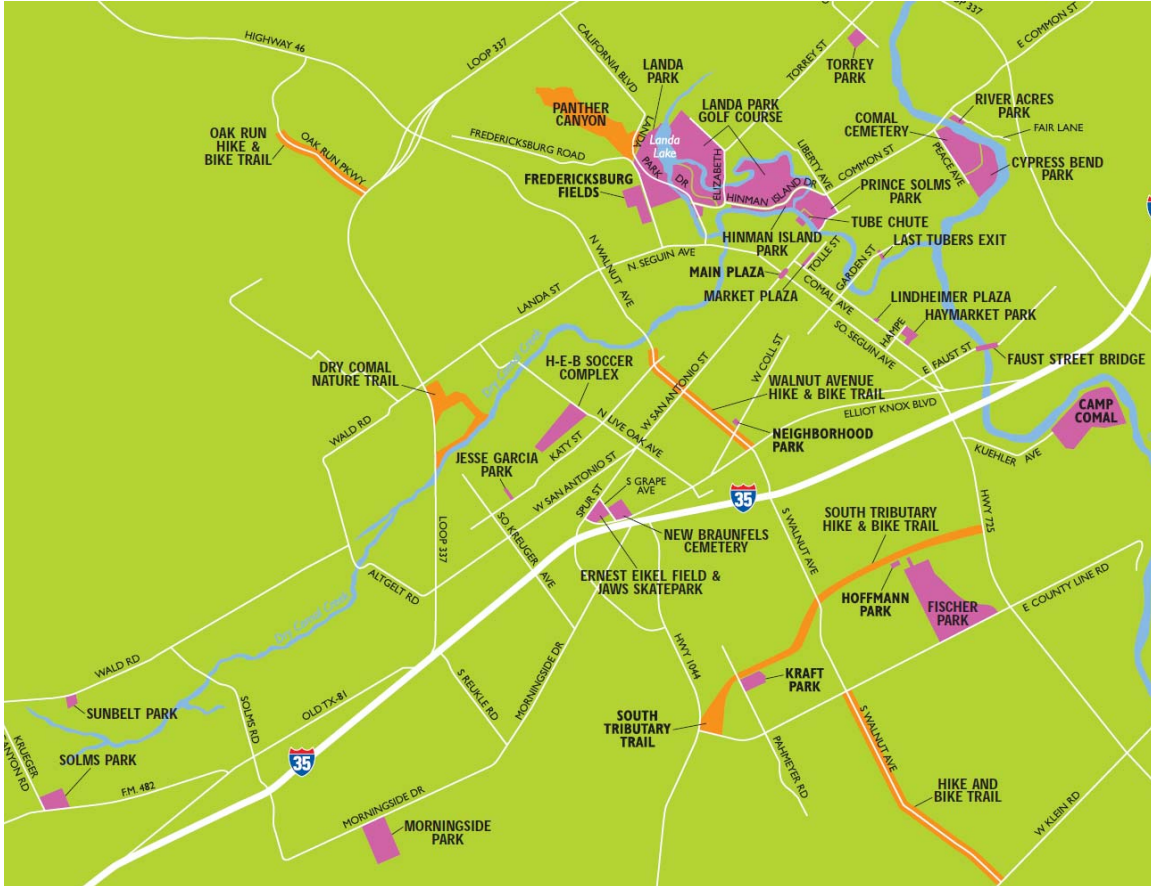 HIGHWAY 46
LOOP 337
CALIFORNIA BLVD
LANDA
PARK
TORREY ST
TORREY
PARK
LOOP 337
E COMMON ST
PANTHER
CANYON
LANDA PARK
GOLF COURSE
RIVER ACRES
PARK
COMAL
CEMETERY
FAIR LANE
OAK RUN
HIKE &
BIKE TRAIL
OAK RUN PKWY
FREDERICKSBURG ROAD
LANDA
PARK
DR
Landa
Lake
ELIZABETH
LIBERTY AVE
COMMON ST
PEACE AVE
CYPRESS BEND
PARK
FREDERICKSBURG
FIELDS
HINMAN ISLAND DR
PRINCE SOLMS
PARK
TUBE CHUTE
HINMAN ISLAND
PARK
LAST TUBERS EXIT
N WALNUT AVE
N. SEGUIN AVE
MAIN PLAZA
MARKET PLAZA
TOLLE ST
GARDEN ST
COMAL AVE
LANDA ST
LINDHEIMER PLAZA
HAYMARKET PARK
HAMPE
SO. SEGUIN AVE
E FAUST ST
FAUST STREET BRIDGE
Dry Comal Creek
DRY COMAL
NATURE TRAIL
H-E-B SOCCER
COMPLEX
W SAN ANTONIO ST
W COLL ST
WALNUT AVENUE
HIKE & BIKE TRAIL
ELLIOT KNOX BLVD
CAMP
COMAL
WALD RD
N LIVE OAK AVE
NEIGHBORHOOD
PARK
KUEHLER AVE
KATY ST
JESSE GARCIA
PARK
W SAN ANTONIO ST
SPUR ST
S GRAPE
AVE
35
HWY 725
SOUTH TRIBUTARY
HIKE & BIKE TRAIL
LOOP 337
SO. KREUGER AVE
NEW BRAUNFELS
CEMETERY
S WALNUT AVE
ALTGELT RD
ERNEST EIKEL FIELD &
JAWS SKATEPARK
HOFFMANN
PARK
FISCHER
PARK
E COUNTY LINE RD
Dry Comal Creek
WALD RD
HWY 1044
S REUKLE RD
MORNINGSIDE DR
KRAFT
PARK
SUNBELT PARK
SOLMS RD
OLD TX-81
SOUTH
TRIBUTARY
TRAIL
PAHMEYER RD
S WALNUT AVE
KRUEGER
CANYON RD
SOLMS PARK
F.M. 482
35
HIKE AND
BIKE TRAIL
W KLEIN RD
MORNINGSIDE DR
MORNINGSIDE
PARK